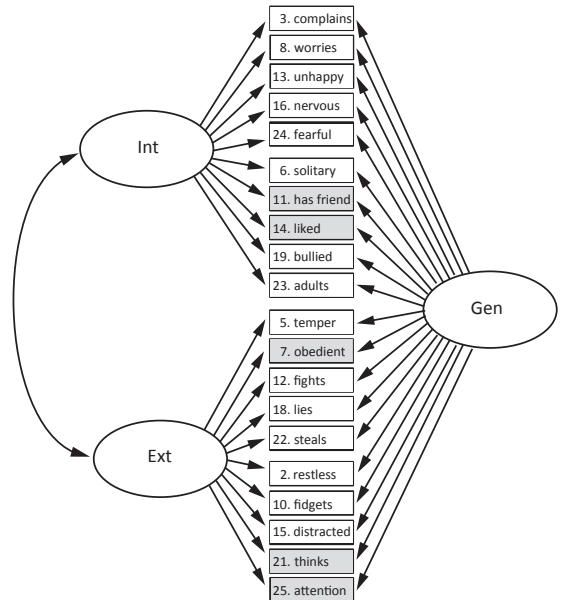 3. complains
8. worries
13. unhappy
16. nervous
24. fearful
Int
6. solitary
11. has friend
14. liked
19. bullied
23. adults
Gen
5. temper
7. obedient
12. fights
18. lies
22. steals
Ext
2. restless
10. fidgets
15. distracted
21. thinks
25. attention